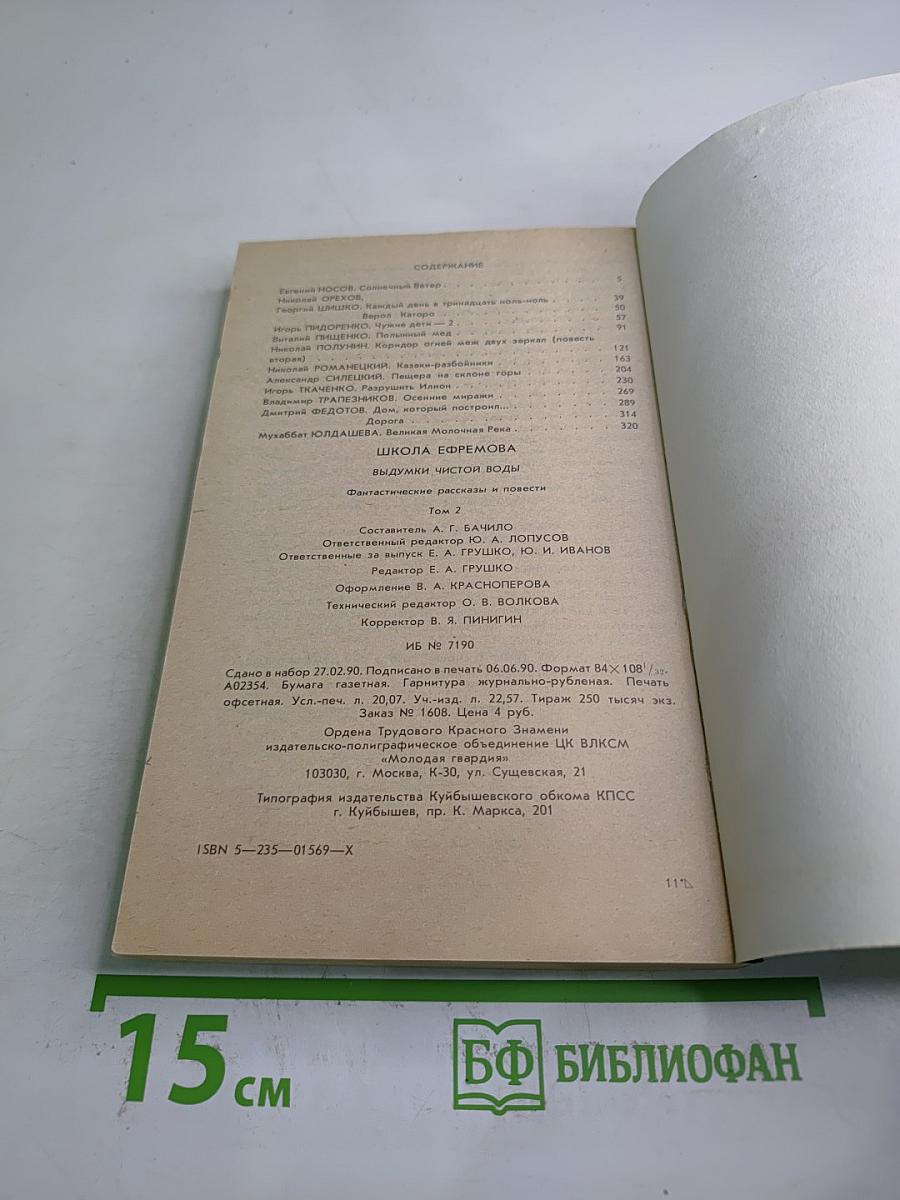 СОДЕРЖАНИЕ
Евгений НОСОВ. Солнечный Ветер . . . . . . . . 5
Николай ОРЕХОВ,
Георгий ШИШКО. Каждый день в тринадцать ноль-ноль . . . . 39
Верол Каторо . . . . . . . . 50
Игорь ПИДОРЕНКО. Чужие дети — 2 . . . . . . . . 57
Виталий ПИЩЕНКО. Полынный мед . . . . . . . . 91
Николай ПОЛУНИН. Коридор огней меж двух зеркал (повесть
вторая) . . . . . . . . 121
Николай РОМАНЕЦКИЙ. Казаки-разбойники . . . . . . 163
Александр СИЛЕЦКИЙ. Пещера на склоне горы . . . . . . 204
Игорь ТКАЧЕНКО. Разрушить Илион . . . . . . . . 230
Владимир ТРАПЕЗНИКОВ. Осенние миражи . . . . . . 269
Дмитрий ФЕДОТОВ. Дом, который построил... . . . . . . 289
Дорога . . . . . . . . 314
Мухаббат ЮЛДАШЕВА. Великая Молочная Река . . . . . . 320
ШКОЛА ЕФРЕМОВА
ВЫДУМКИ ЧИСТОЙ ВОДЫ
Фантастические рассказы и повести
Том 2
Составитель А. Г. БАЧИЛО
Ответственный редактор Ю. А. ЛОПУСОВ
Ответственные за выпуск Е. А. ГРУШКО, Ю. И. ИВАНОВ
Редактор Е. А. ГРУШКО
Оформление В. А. КРАСНОПЕРОВА
Технический редактор О. В. ВОЛКОВА
Корректор В. Я. ПИНИГИН
ИБ № 7190
Сдано в набор 27.02.90. Подписано в печать 06.06.90. Формат 84×108¹/₃₂.
А02354. Бумага газетная. Гарнитура журнально-рубленая. Печать
офсетная. Усл.-печ. л. 20,07. Уч.-изд. л. 22,57. Тираж 250 тысяч экз.
Заказ № 1608. Цена 4 руб.
Ордена Трудового Красного Знамени
издательско-полиграфическое объединение ЦК ВЛКСМ
«Молодая гвардия»
103030, г. Москва, К-30, ул. Сущевская, 21
Типография издательства Куйбышевского обкома КПСС
г. Куйбышев, пр. К. Маркса, 201
ISBN 5—235—01569—X
15 см
БФ БИБЛИОФАН